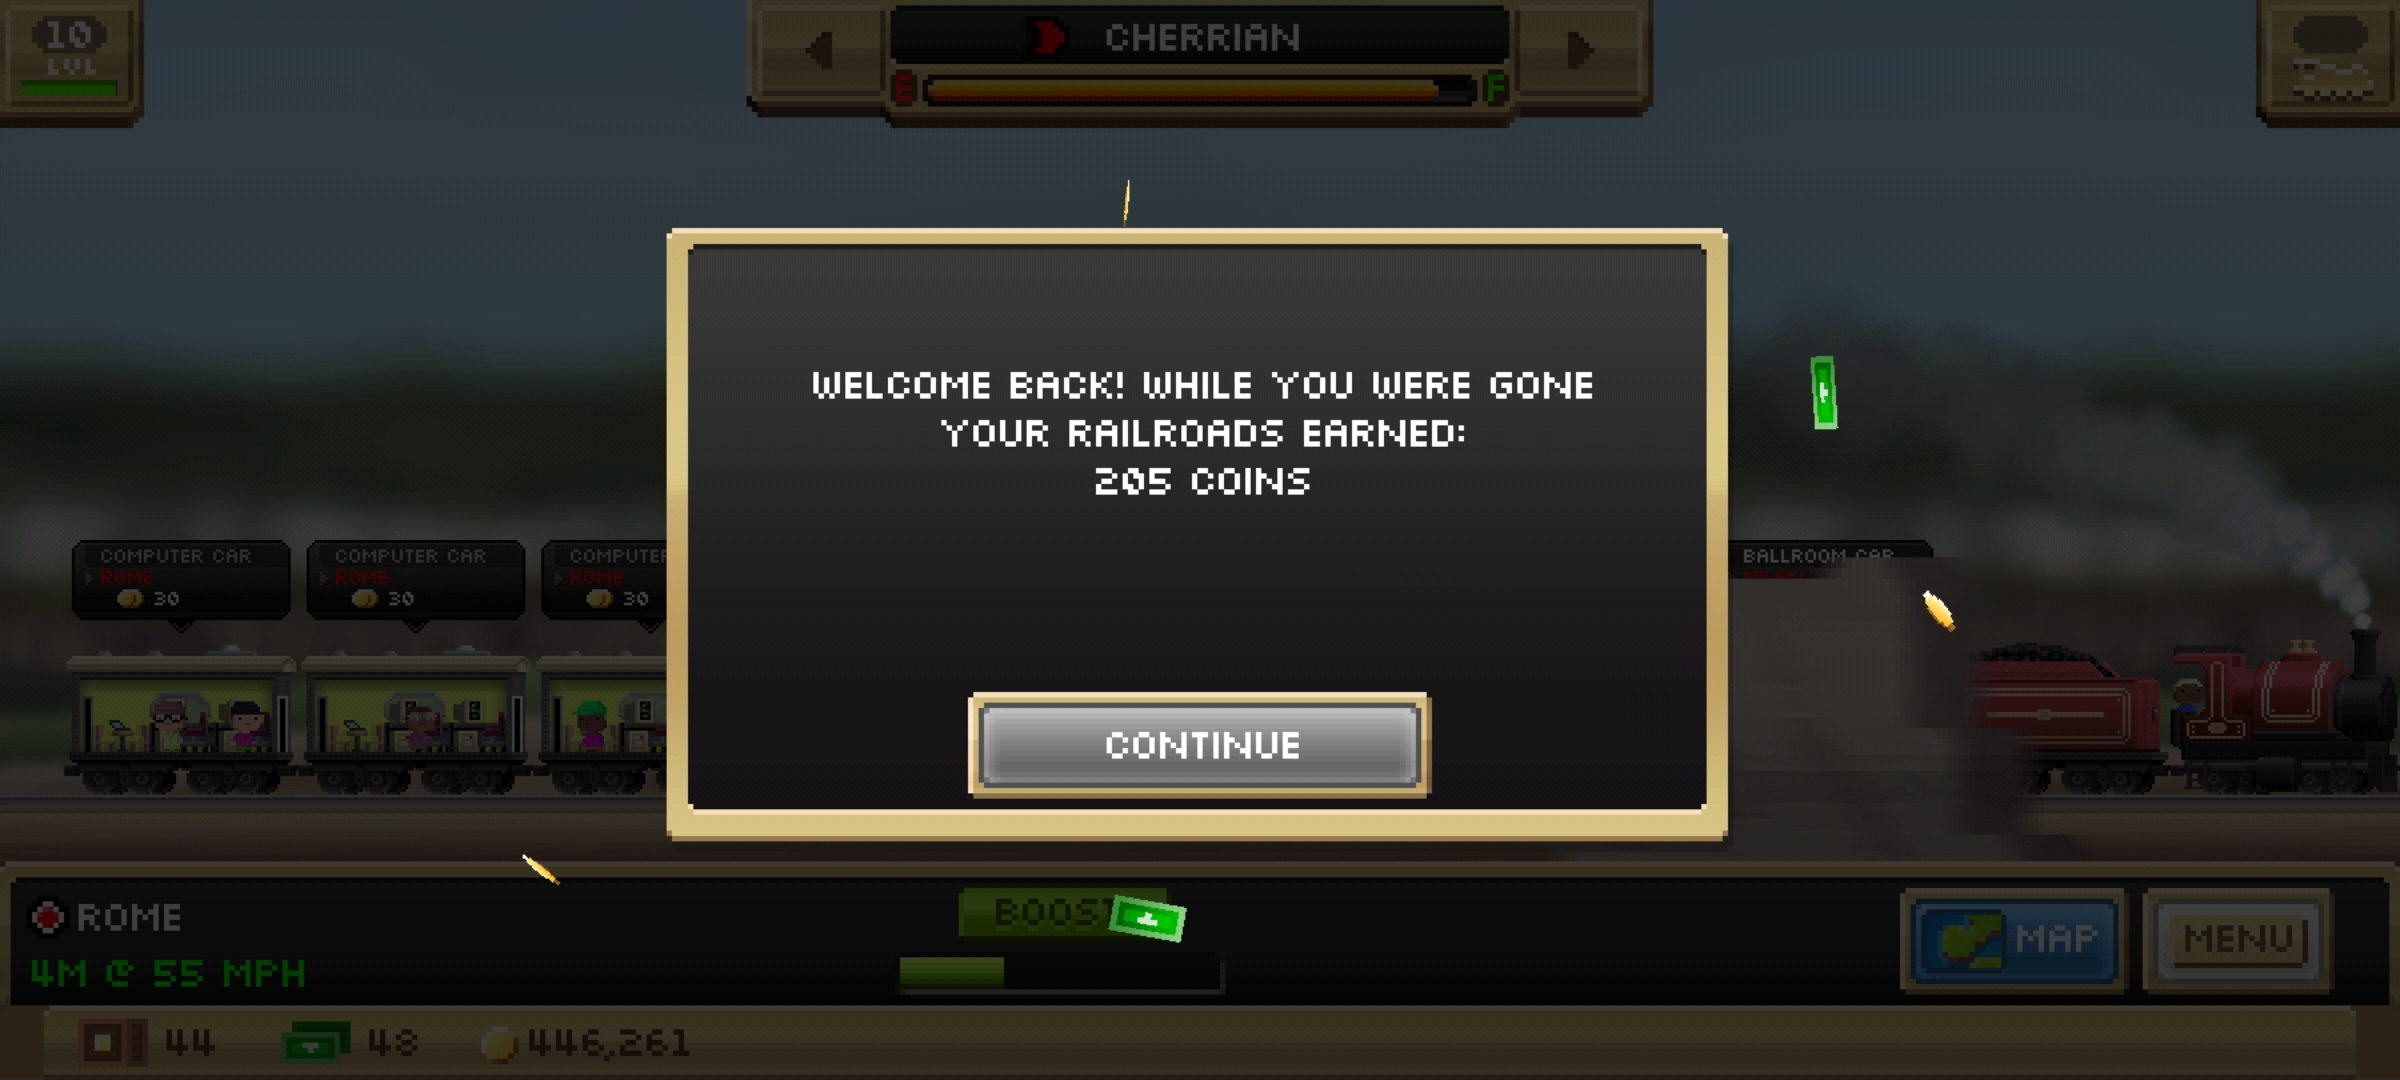 10
LVL
CHERRIAN
E
F
WELCOME BACK! WHILE YOU WERE GONE
YOUR RAILROADS EARNED:
205 COINS
COMPUTER CAR
ROME
30
COMPUTER CAR
ROME
30
COMPUTER
ROME
30
BALLROOM CAR
CONTINUE
ROME
4M @ 55 MPH
BOOST
MAP
MENU
44
48
446,261